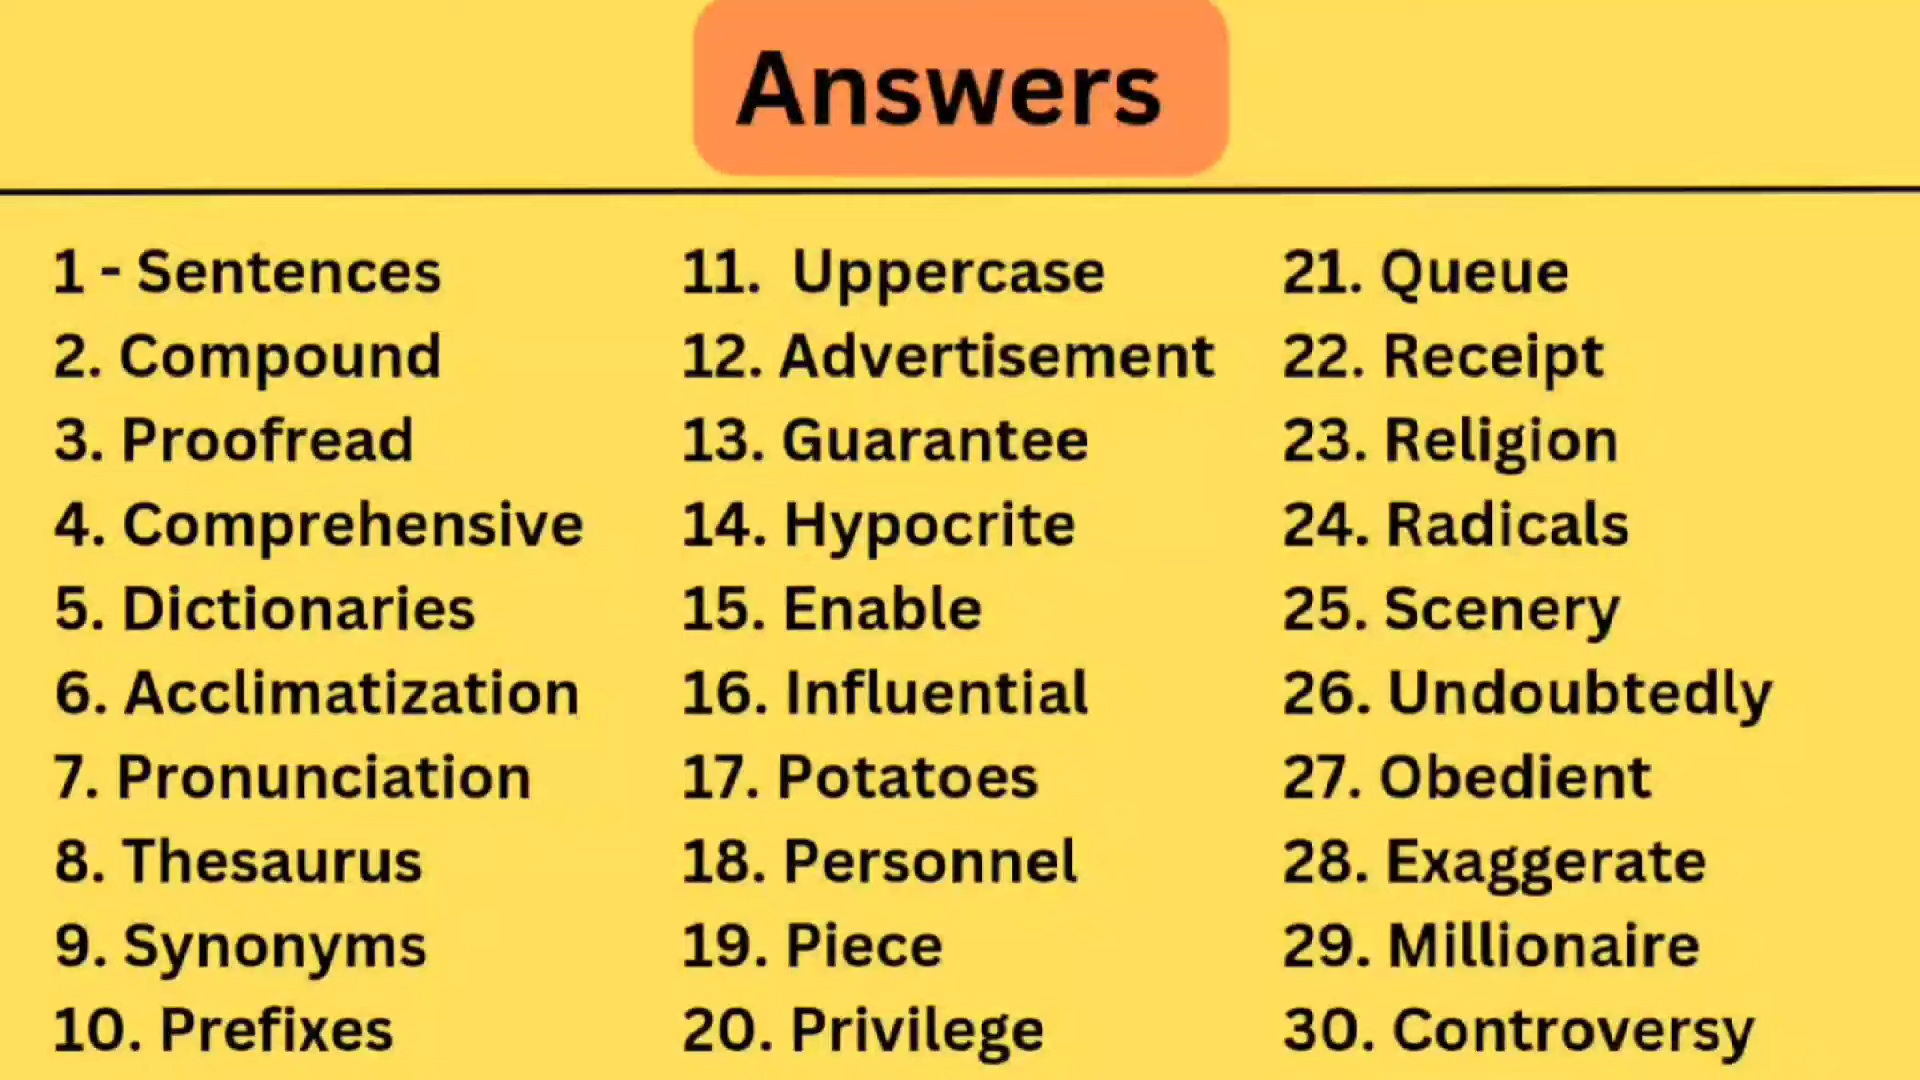 Answers
1 - Sentences
2. Compound
3. Proofread
4. Comprehensive
5. Dictionaries
6. Acclimatization
7. Pronunciation
8. Thesaurus
9. Synonyms
10. Prefixes
11. Uppercase
12. Advertisement
13. Guarantee
14. Hypocrite
15. Enable
16. Influential
17. Potatoes
18. Personnel
19. Piece
20. Privilege
21. Queue
22. Receipt
23. Religion
24. Radicals
25. Scenery
26. Undoubtedly
27. Obedient
28. Exaggerate
29. Millionaire
30. Controversy